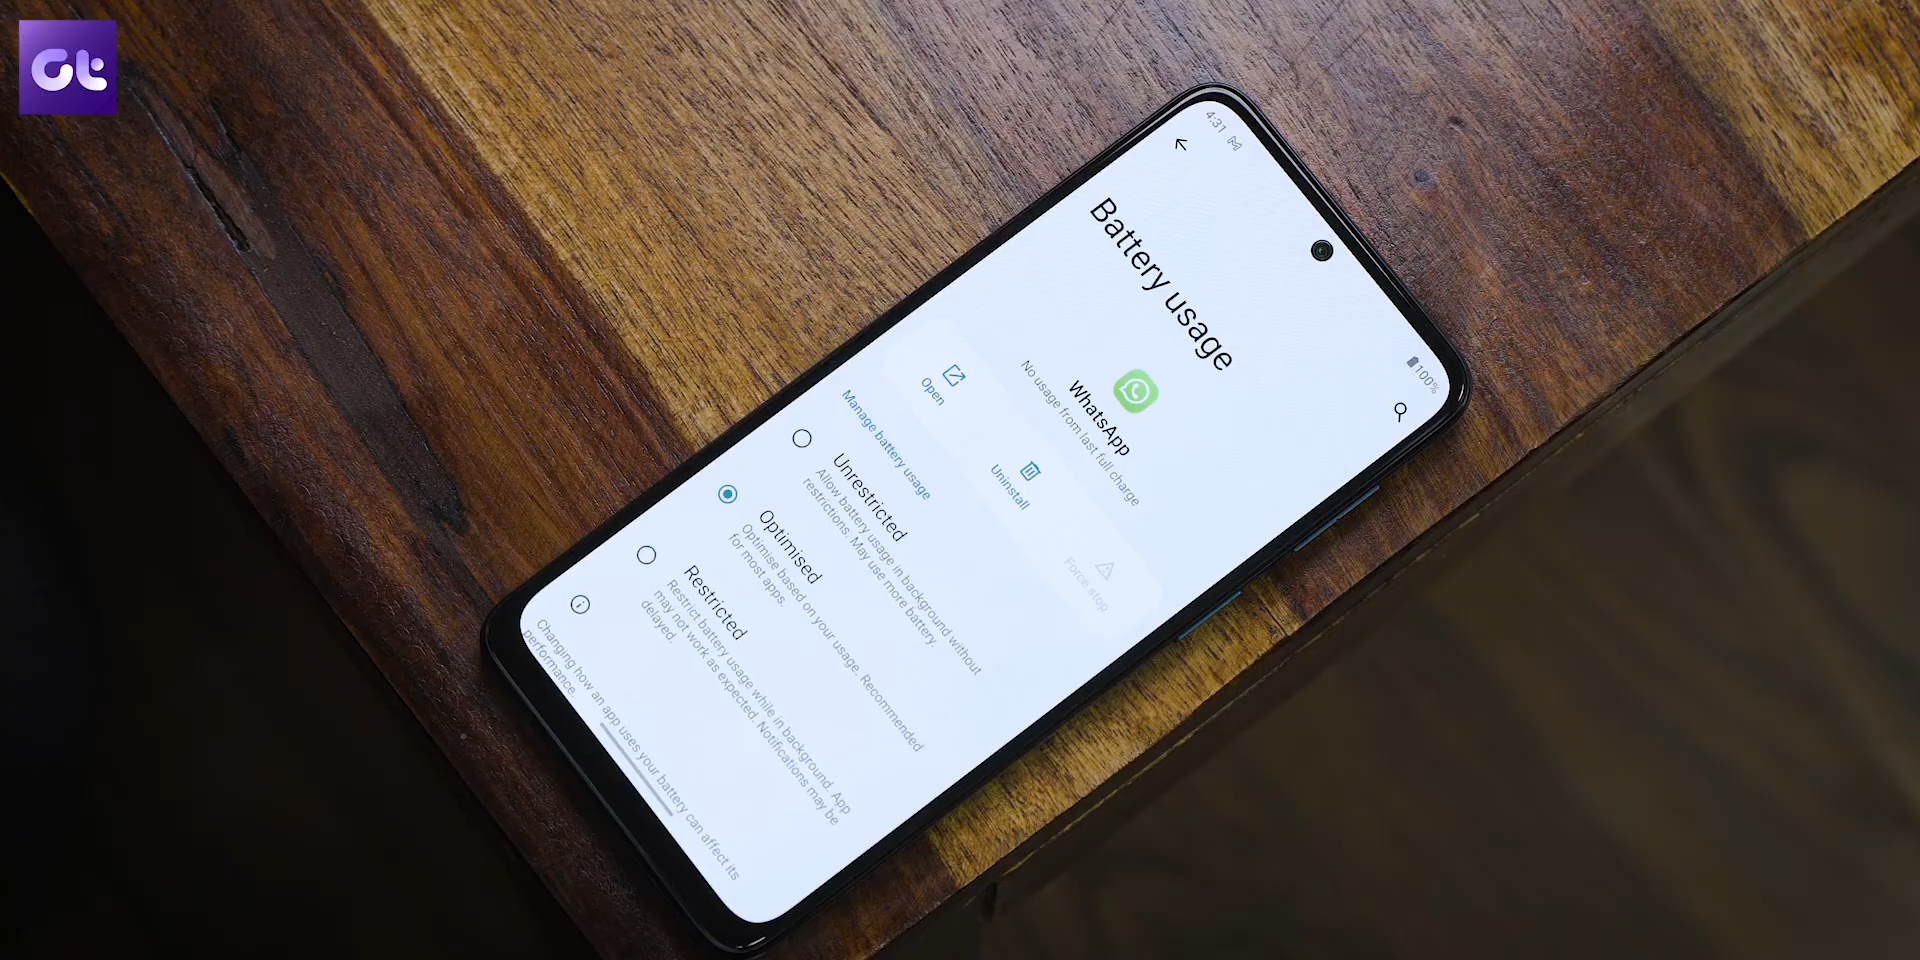 Gt
4:31
100%
Battery usage
WhatsApp
No usage from last full charge
Open
Uninstall
Force stop
Manage battery usage
Unrestricted
Allow battery usage in background without
restrictions. May use more battery.
Optimised
Optimise based on your usage. Recommended
for most apps.
Restricted
Restrict battery usage while in background. App
may not work as expected. Notifications may be
delayed.
Changing how an app uses your battery can affect its
performance.